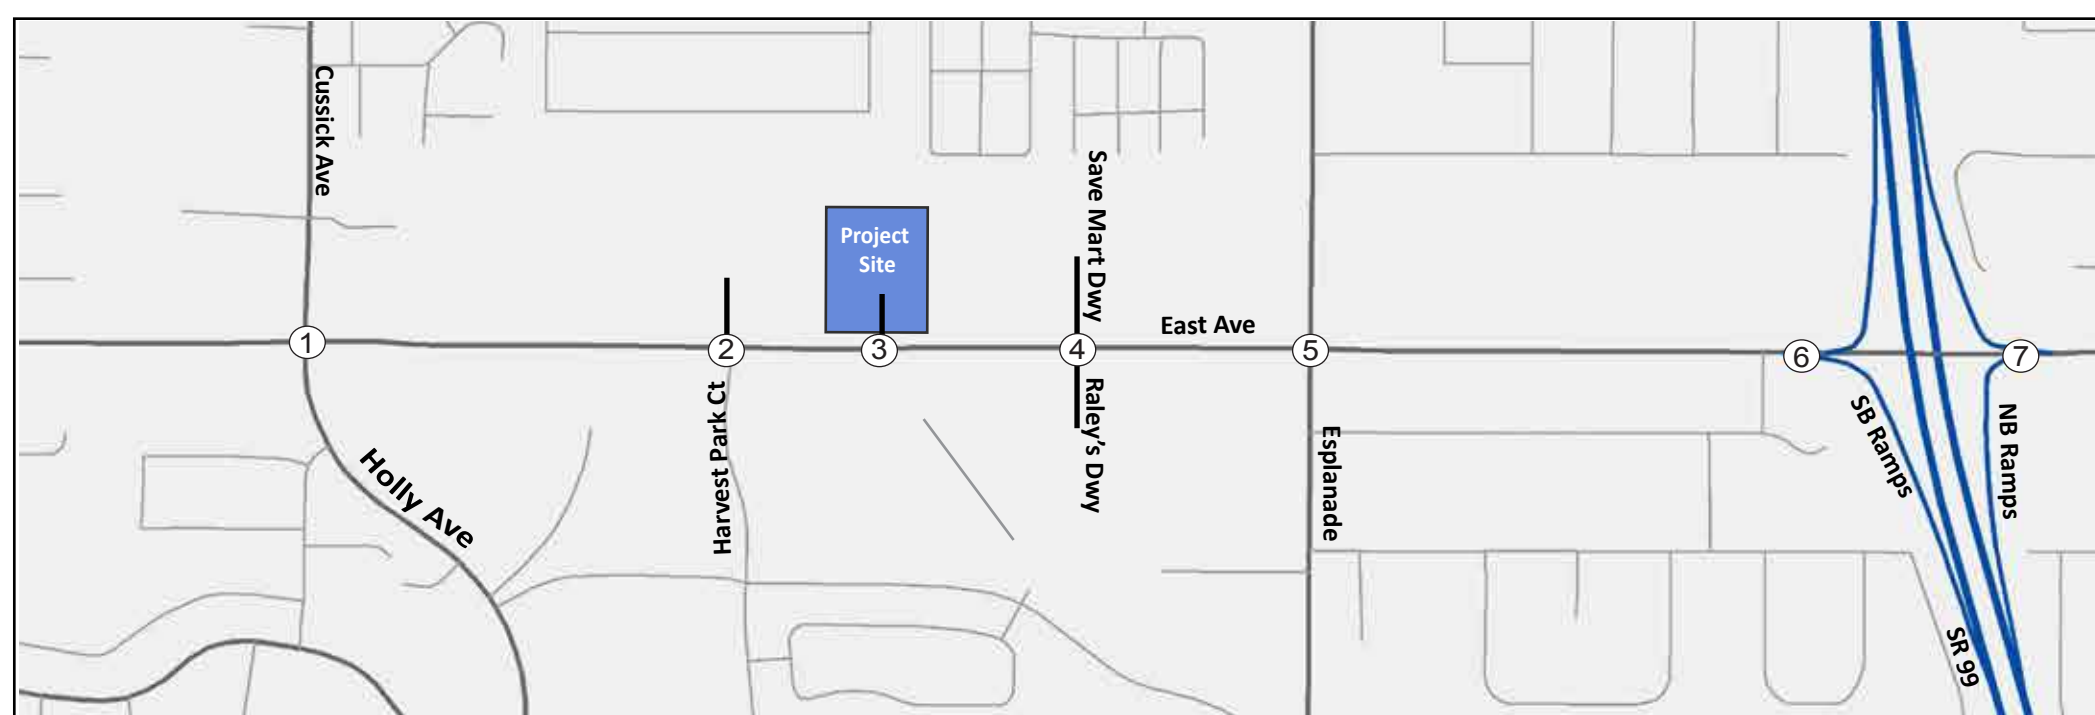 Cussick Ave
Save Mart Dwy
Project
Site
East Ave
1
2
3
4
5
6
7
Harvest Park Ct
Raley's Dwy
Holly Ave
Esplanade
SB Ramps
NB Ramps
SR 99